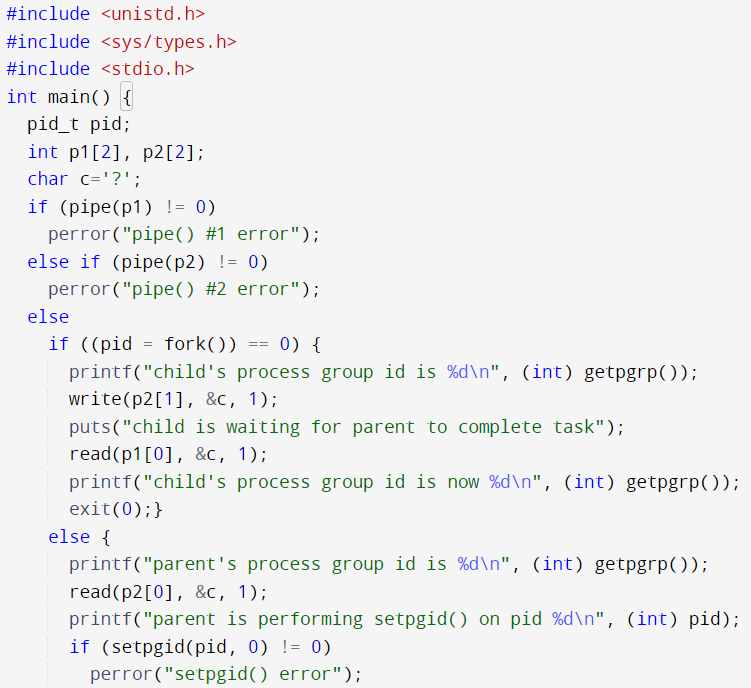 #include <unistd.h>
#include <sys/types.h>
#include <stdio.h>
int main() {
  pid_t pid;
  int p1[2], p2[2];
  char c='?';
  if (pipe(p1) != 0)
    perror("pipe() #1 error");
  else if (pipe(p2) != 0)
    perror("pipe() #2 error");
  else
    if ((pid = fork()) == 0) {
      printf("child's process group id is %d\n", (int) getpgrp());
      write(p2[1], &c, 1);
      puts("child is waiting for parent to complete task");
      read(p1[0], &c, 1);
      printf("child's process group id is now %d\n", (int) getpgrp());
      exit(0);}
    else {
      printf("parent's process group id is %d\n", (int) getpgrp());
      read(p2[0], &c, 1);
      printf("parent is performing setpgid() on pid %d\n", (int) pid);
      if (setpgid(pid, 0) != 0)
        perror("setpgid() error");